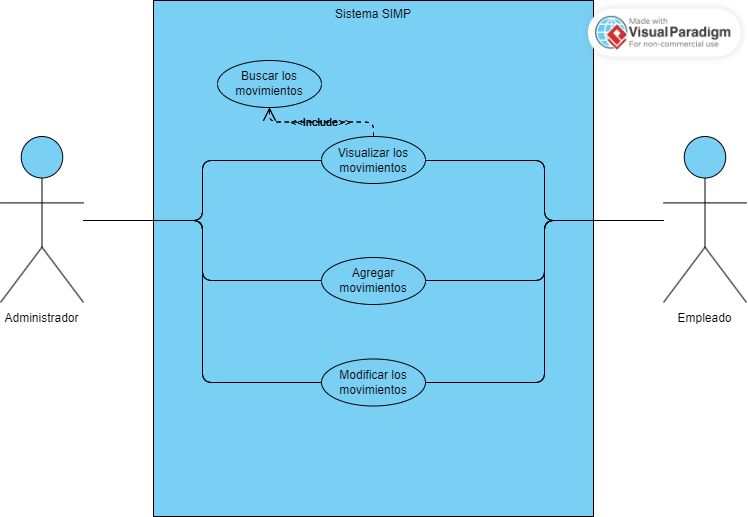 Sistema SIMP
Made with
Visual Paradigm
For non-commercial use
Buscar los
movimientos
<<Include>>
Visualizar los
movimientos
Agregar
movimientos
Administrador
Empleado
Modificar los
movimientos